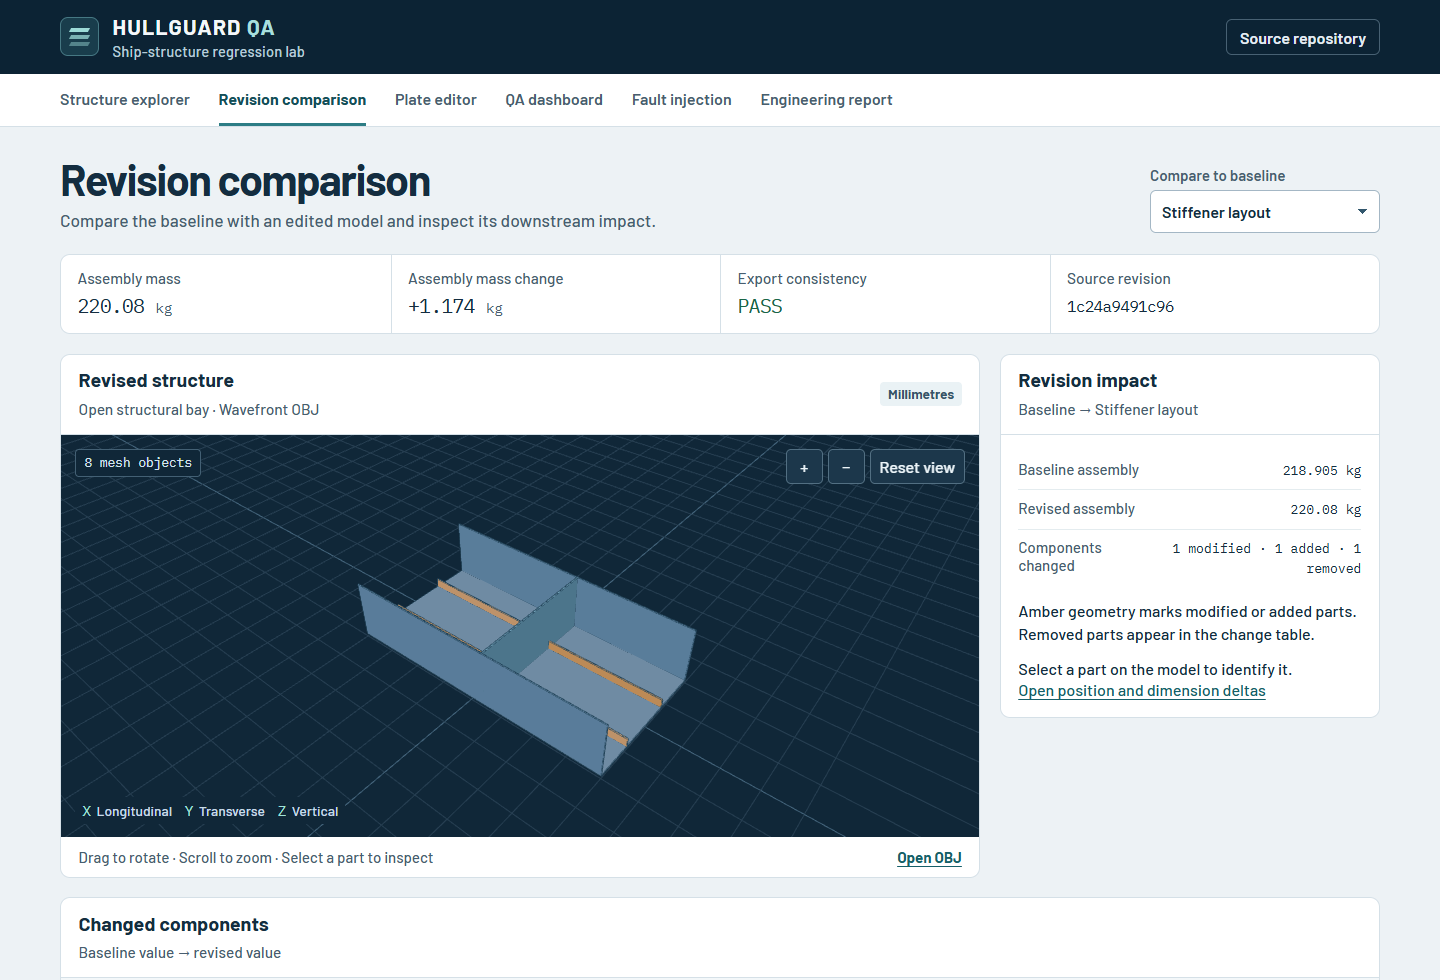 HULLGUARD QA
Ship-structure regression lab
Source repository
Structure explorer
Revision comparison
Plate editor
QA dashboard
Fault injection
Engineering report
Revision comparison
Compare the baseline with an edited model and inspect its downstream impact.
Compare to baseline
Stiffener layout
Assembly mass
220.08 kg
Assembly mass change
+1.174 kg
Export consistency
PASS
Source revision
1c24a9491c96
Revised structure
Open structural bay · Wavefront OBJ
Millimetres
8 mesh objects
+
−
Reset view
X Longitudinal Y Transverse Z Vertical
Drag to rotate · Scroll to zoom · Select a part to inspect
Open OBJ
Revision impact
Baseline → Stiffener layout
Baseline assembly
218.905 kg
Revised assembly
220.08 kg
Components
changed
1 modified · 1 added · 1
removed
Amber geometry marks modified or added parts.
Removed parts appear in the change table.
Select a part on the model to identify it.
Open position and dimension deltas
Changed components
Baseline value → revised value